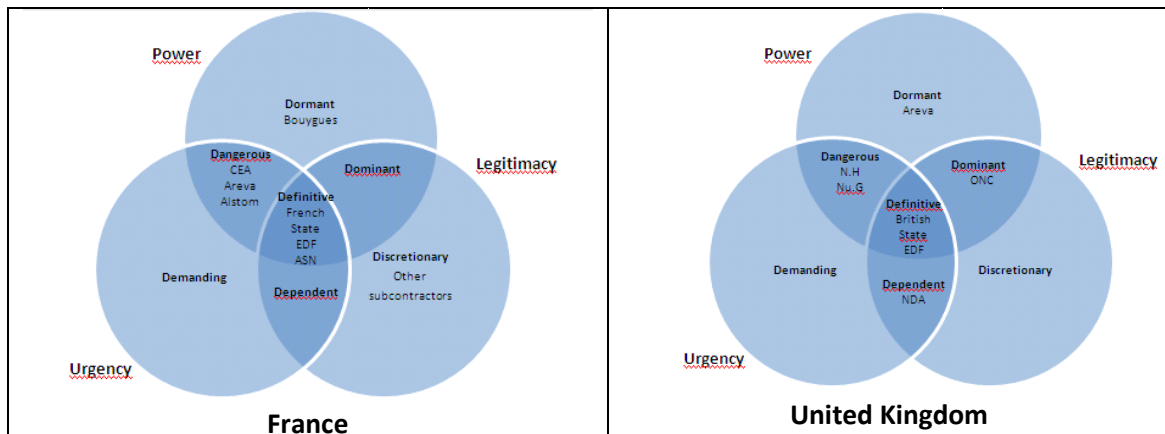 Power
Dormant
Bouygues
Legitimacy
Dangerous
CEA
Areva
Alstom
Dominant
Definitive
French
State
EDF
ASN
Demanding
Discretionary
Other
subcontractors
Dependent
Urgency
France
Power
Dormant
Areva
Legitimacy
Dangerous
N.H
Nu.G
Dominant
ONC
Definitive
British
State
EDF
Demanding
Discretionary
Dependent
NDA
Urgency
United Kingdom